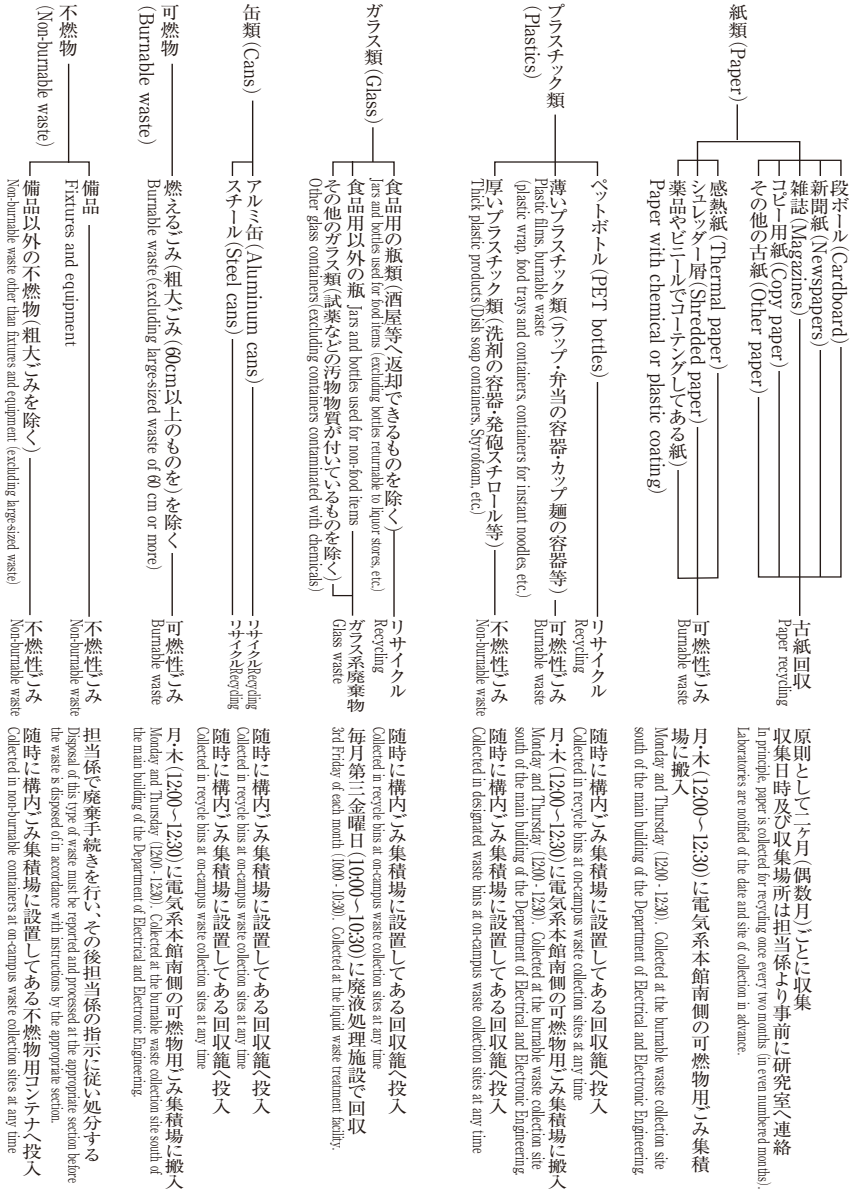 紙類(Paper)
段ボール(Cardboard)
新聞紙(Newspapers)
雑誌(Magazines)
コピー用紙(Copy paper)
その他の古紙(Other paper)
古紙回収
Paper recycling
原則として二ヶ月(偶数月)ごとに収集
収集日時及び収集場所は担当係より事前に研究室へ連絡
In principle, paper is collected for recycling once every two months (in even numbered months).
Laboratories are notified of the date and site of collection in advance.
感熱紙(Thermal paper)
シュレッダー屑(Shredded paper)
薬品やビニールでコーティングしてある紙
Paper with chemical or plastic coating)
可燃性ごみ
Burnable waste
月・木(12:00~12:30)に電気系本館南側の可燃物用ごみ集積
場に搬入
Monday and Thursday (12:00 - 12:30). Collected at the burnable waste collection site
south of the main building of the Department of Electrical and Electronic Engineering
プラスチック類
(Plastics)
ペットボトル(PET bottles)
リサイクル
Recycling
随時に構内ごみ集積場に設置してある回収籠へ投入
Collected in recycle bins at on-campus waste collection sites at any time
薄いプラスチック類(ラップ・弁当の容器・カップ麺の容器等)
Plastic films, burnable waste
(plastic wrap, food trays and containers, containers for instant noodles, etc.)
可燃性ごみ
Burnable waste
月・木(12:00~12:30)に電気系本館南側の可燃物用ごみ集積場に搬入
Monday and Thursday (12:00 - 12:30). Collected at the burnable waste collection site
south of the main building of the Department of Electrical and Electronic Engineering
厚いプラスチック類(洗剤の容器・発砲スチロール等)
Thick plastic products(Dish soap containers, Styrofoam, etc.)
不燃性ごみ
Non-burnable waste
随時に構内ごみ集積場に設置してある回収籠へ投入
Collected in designated waste bins at on-campus waste collection sites at any time
ガラス類(Glass)
食品用の瓶類(酒屋等へ返却できるものを除く)
Jars and bottles used for food items (excluding bottles returnable to liquor stores, etc.)
リサイクル
Recycling
随時に構内ごみ集積場に設置してある回収籠へ投入
Collected in recycle bins at on-campus waste collection sites at any time
食品用以外の瓶 Jars and bottles used for non-food items
その他のガラス類(試薬などの汚物物質が付いているものを除く)
Other glass containers(excluding containers contaminated with chemicals)
ガラス系廃棄物
Glass waste
毎月第三金曜日(10:00~10:30)に廃液処理施設で回収
3rd Friday of each month (10:00 - 10:30). Collected at the liquid waste treatment facility.
缶類(Cans)
アルミ缶(Aluminum cans)
リサイクルRecycling
随時に構内ごみ集積場に設置してある回収籠へ投入
Collected in recycle bins at on-campus waste collection sites at any time
スチール(Steel cans)
リサイクルRecycling
随時に構内ごみ集積場に設置してある回収籠へ投入
Collected in recycle bins at on-campus waste collection sites at any time
可燃物
(Burnable waste)
燃えるごみ(粗大ごみ(60cm以上のものを)を除く
Burnable waste(excluding large-sized waste of 60 cm or more)
可燃性ごみ
Burnable waste
月・木(12:00~12:30)に電気系本館南側の可燃物用ごみ集積場に搬入
Monday and Thursday (12:00 - 12:30). Collected at the burnable waste collection site south of
the main building of the Department of Electrical and Electronic Engineering.
不燃物
(Non-burnable waste)
備品
Fixtures and equipment
不燃性ごみ
Non-burnable waste
担当係で廃棄手続きを行い、その後担当係の指示に従い処分する
Disposal of this type of waste must be reported and processed at the appropriate section before
the waste is disposed of in accordance with instructions by the appropriate section.
備品以外の不燃物(粗大ごみを除く)
Non-burnable waste other than fixtures and equipment (excluding large-sized waste)
不燃性ごみ
Non-burnable waste
随時に構内ごみ集積場に設置してある不燃物用コンテナへ投入
Collected in non-burnable containers at on-campus waste collection sites at any time